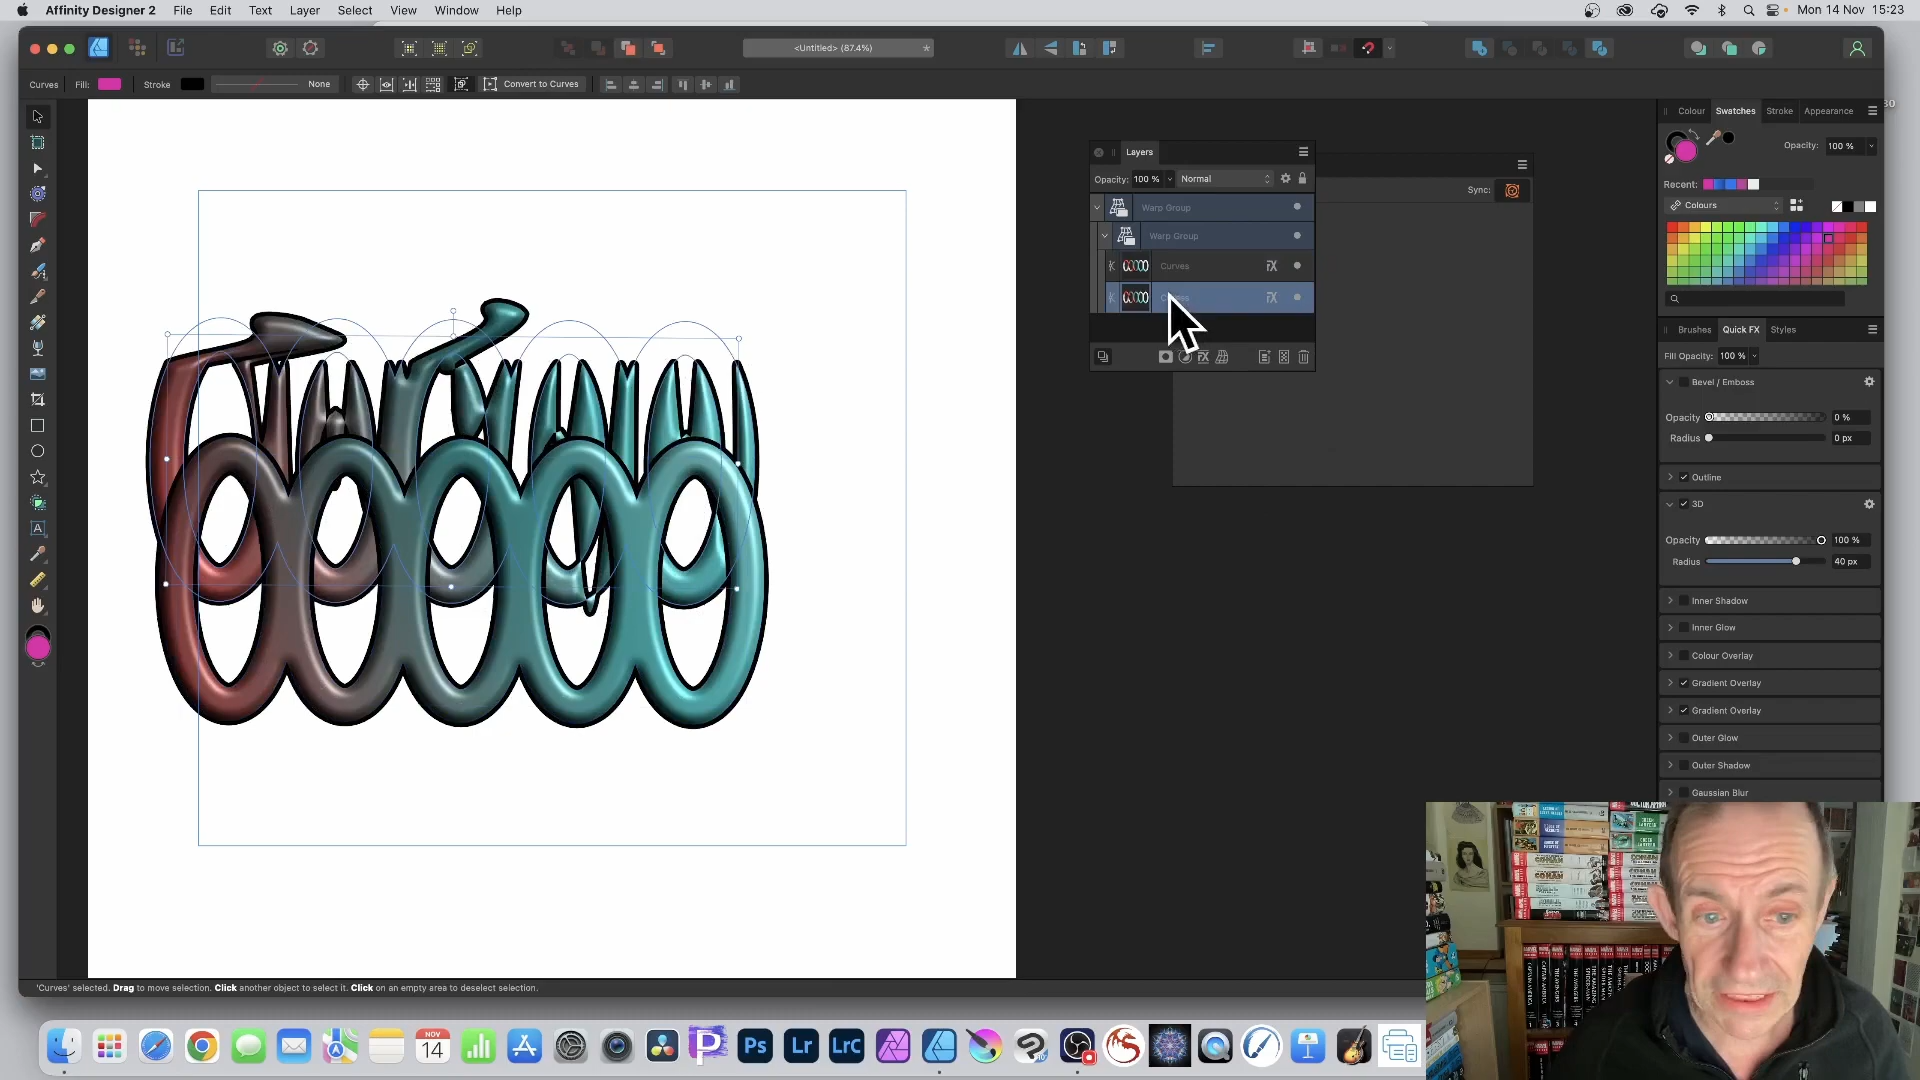 Affinity Designer 2 File Edit Text Layer Select View Window Help Mon 14 Nov 15:23
<Untitled> (87.4%) *
Curves Fill: Stroke None Convert to Curves
Colour Swatches Stroke Appearance
Opacity: 100 %
Recent:
Colours
Layers
Opacity: 100 % Normal
Sync:
Warp Group
Warp Group
Curves
Brushes Quick FX Styles
Fill Opacity: 100 %
Bevel / Emboss
Opacity 0 %
Radius 0 px
Outline
3D
Opacity 100 %
Radius 40 px
Inner Shadow
Inner Glow
Colour Overlay
Gradient Overlay
Gradient Overlay
Outer Glow
Outer Shadow
Gaussian Blur
'Curves' selected. Drag to move selection. Click another object to select it. Click on an empty area to deselect selection.
NOV
14
Ps
Lr
LrC